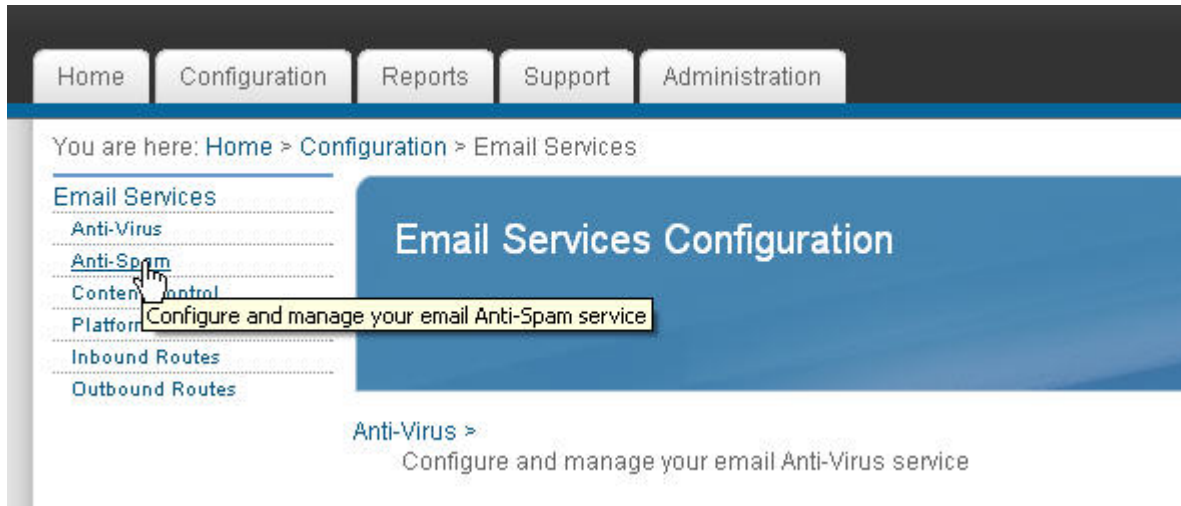 Home Configuration Reports Support Administration
You are here: Home > Configuration > Email Services
Email Services
Anti-Virus
Anti-Spam
Email Services Configuration
Configure and manage your email Anti-Spam service
Inbound Routes
Outbound Routes
Anti-Virus >
Configure and manage your email Anti-Virus service